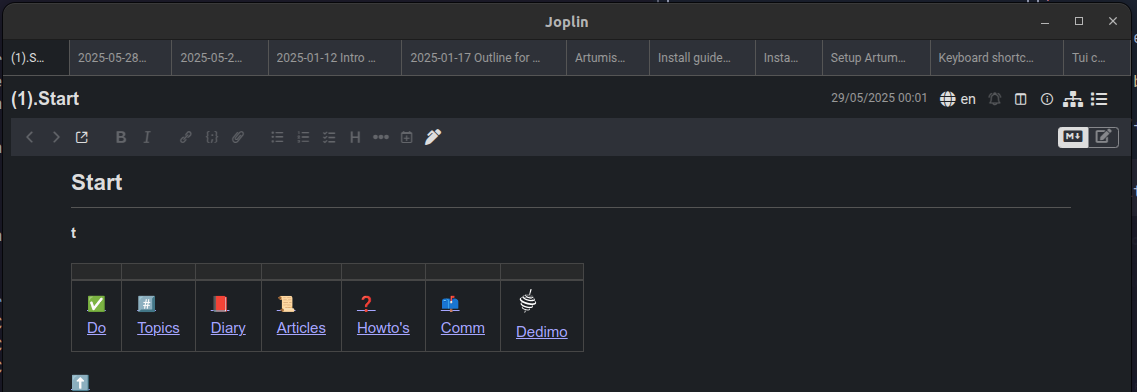 Joplin
(1).S... 2025-05-28... 2025-05-2... 2025-01-12 Intro ... 2025-01-17 Outline for ... Artumis... Install guide... Insta... Setup Artum... Keyboard shortc... Tui c...
(1).Start 29/05/2025 00:01 en
B I H
Start
t
Do Topics Diary Articles Howto's Comm Dedimo